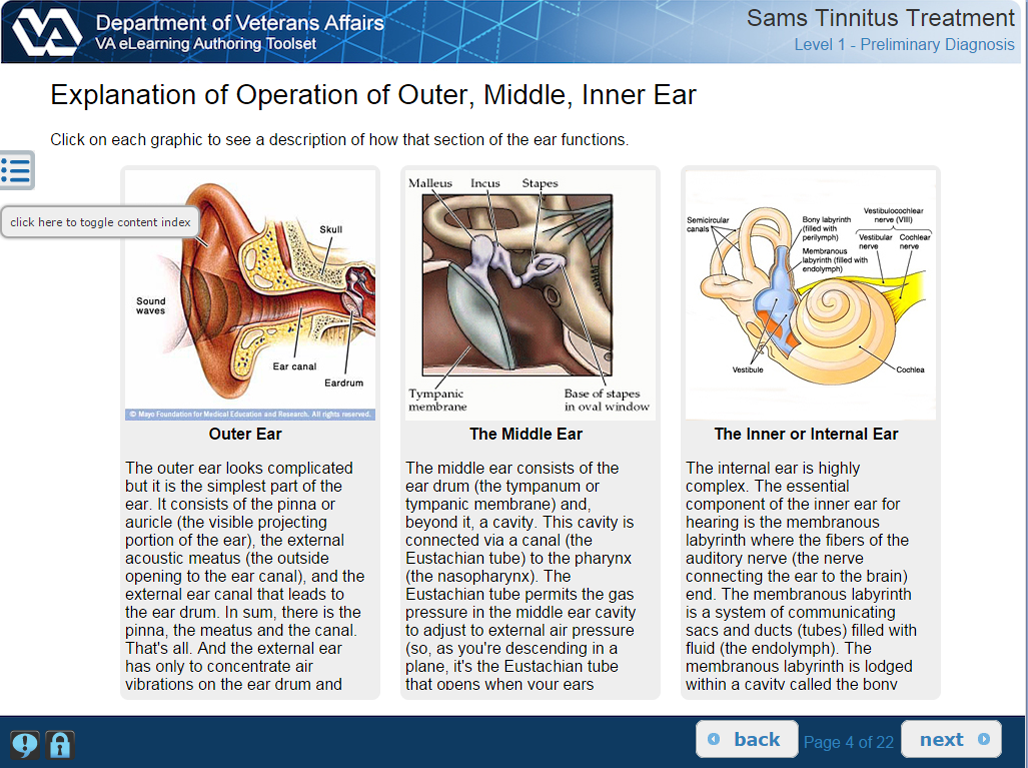 VA
Department of Veterans Affairs
VA eLearning Authoring Toolset
Sams Tinnitus Treatment
Level 1 - Preliminary Diagnosis
Explanation of Operation of Outer, Middle, Inner Ear
Click on each graphic to see a description of how that section of the ear functions.
click here to toggle content index
Skull
Sound
waves
Ear canal
Eardrum
© Mayo Foundation for Medical Education and Research. All rights reserved.
Outer Ear
The outer ear looks complicated
but it is the simplest part of the
ear. It consists of the pinna or
auricle (the visible projecting
portion of the ear), the external
acoustic meatus (the outside
opening to the ear canal), and the
external ear canal that leads to
the ear drum. In sum, there is the
pinna, the meatus and the canal.
That's all. And the external ear
has only to concentrate air
vibrations on the ear drum and
Malleus Incus Stapes
Tympanic
membrane
Base of stapes
in oval window
The Middle Ear
The middle ear consists of the
ear drum (the tympanum or
tympanic membrane) and,
beyond it, a cavity. This cavity is
connected via a canal (the
Eustachian tube) to the pharynx
(the nasopharynx). The
Eustachian tube permits the gas
pressure in the middle ear cavity
to adjust to external air pressure
(so, as you're descending in a
plane, it's the Eustachian tube
that opens when your ears
Semicircular
canals
Bony labyrinth
(filled with
perilymph)
Membranous
labyrinth (filled with
endolymph)
Vestibulocochlear
nerve (VIII)
Vestibular
nerve
Cochlear
nerve
Vestibule
Cochlea
The Inner or Internal Ear
The internal ear is highly
complex. The essential
component of the inner ear for
hearing is the membranous
labyrinth where the fibers of the
auditory nerve (the nerve
connecting the ear to the brain)
end. The membranous labyrinth
is a system of communicating
sacs and ducts (tubes) filled with
fluid (the endolymph). The
membranous labyrinth is lodged
within a cavity called the bony
back
Page 4 of 22
next